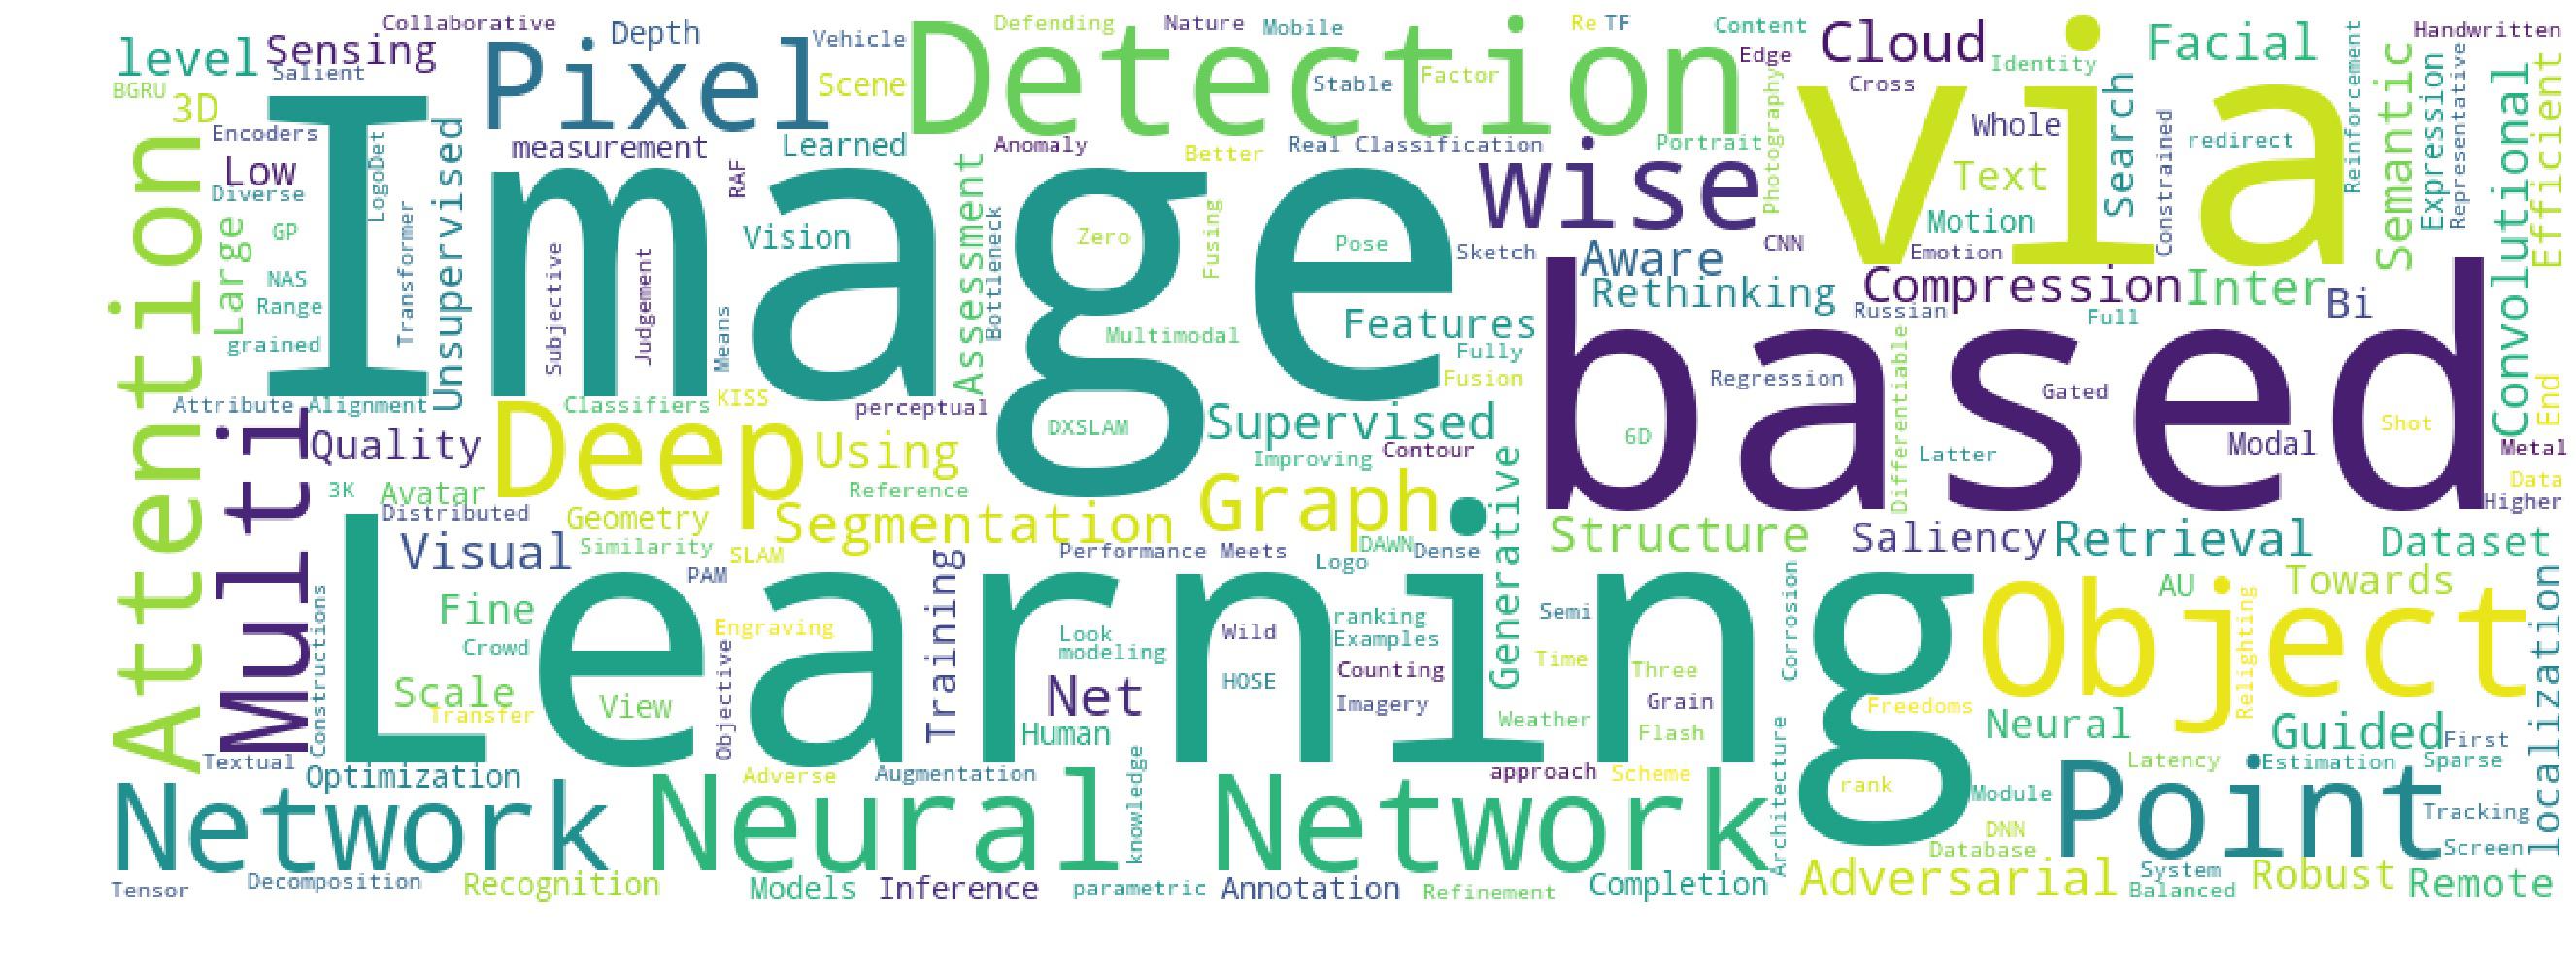 Collaborative
Depth
Vehicle
Defending
Nature
Mobile
Re
TF
Content
Edge
Cloud
Facial
Handwritten
level
Sensing
Salient
Pixel
Detection
Scene
Stable
Factor
Cross
Identity
via
Reinforcement
Semantic
Expression
Representative
Convolutional
Efficient
BGRU
3D
Encoders
measurement
Learned
Anomaly
Better
Real Classification
Portrait
Photography
Whole
Search
redirect
Low
Diverse
LogoDet
Image
Unsupervised
RAF
Assessment
wise
Text
Constrained
Attention
Large
GP
NAS
Range
grained
Transformer
Subjective
Judgement
Means
Vision
Bottleneck
Zero
Fusing
Pose
Sketch
CNN
Motion
Emotion
Aware
Rethinking
Compression
Inter
Bi
Russian
Full
Multimodal
Features
Fully
Fusion
based
Regression
Differentiable
Gated
Shot
End
Attribute
Alignment
Classifiers
KISS
perceptual
DXSLAM
Supervised
6D
Latter
Modal
Metal
Data
Higher
Multi
Quality
Deep
Using
Improving
Contour
3K
Avatar
Reference
Graph
Generative
Distributed
Geometry
Segmentation
Structure
Saliency
Retrieval
Dataset
Visual
Similarity
SLAM
Performance
Meets
DAWN
Dense
Logo
PAM
Learning
Training
AU
Towards
Object
localization
Constructions
Fine
Crowd
Engraving
Objective
Look
modeling
Wild
ranking
Examples
Semi
Corrosion
Relighting
Scale
Transfer
View
Net
HOSE
Counting
Imagery
Time
Three
Grain
Weather
Flash
Freedoms
Neural
Guided
First
Human
Textual
Optimization
Adverse
Augmentation
knowledge
approach
Scheme
Architecture
rank
Latency
Estimation
Sparse
Network
Neural Network
Module
Point
Tracking
DNN
Database
Screen
Tensor
Decomposition
Recognition
Models
Inference
parametric
Annotation
Refinement
Completion
Adversarial
System
Balanced
Robust
Remote